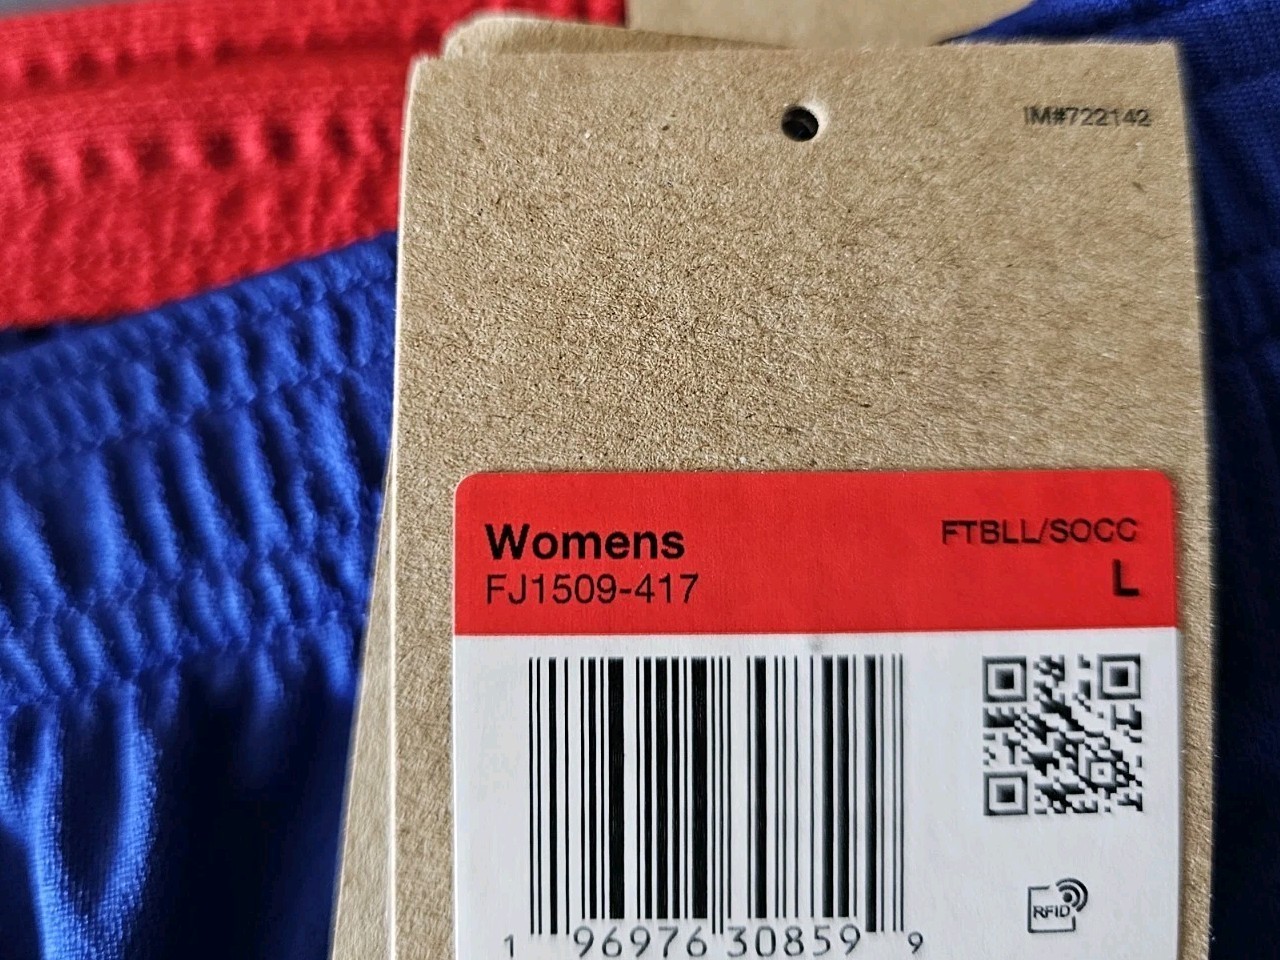 IM#722142
Womens
FTBLL/SOCC
FJ1509-417
L
RFID
1 96976 30859 9